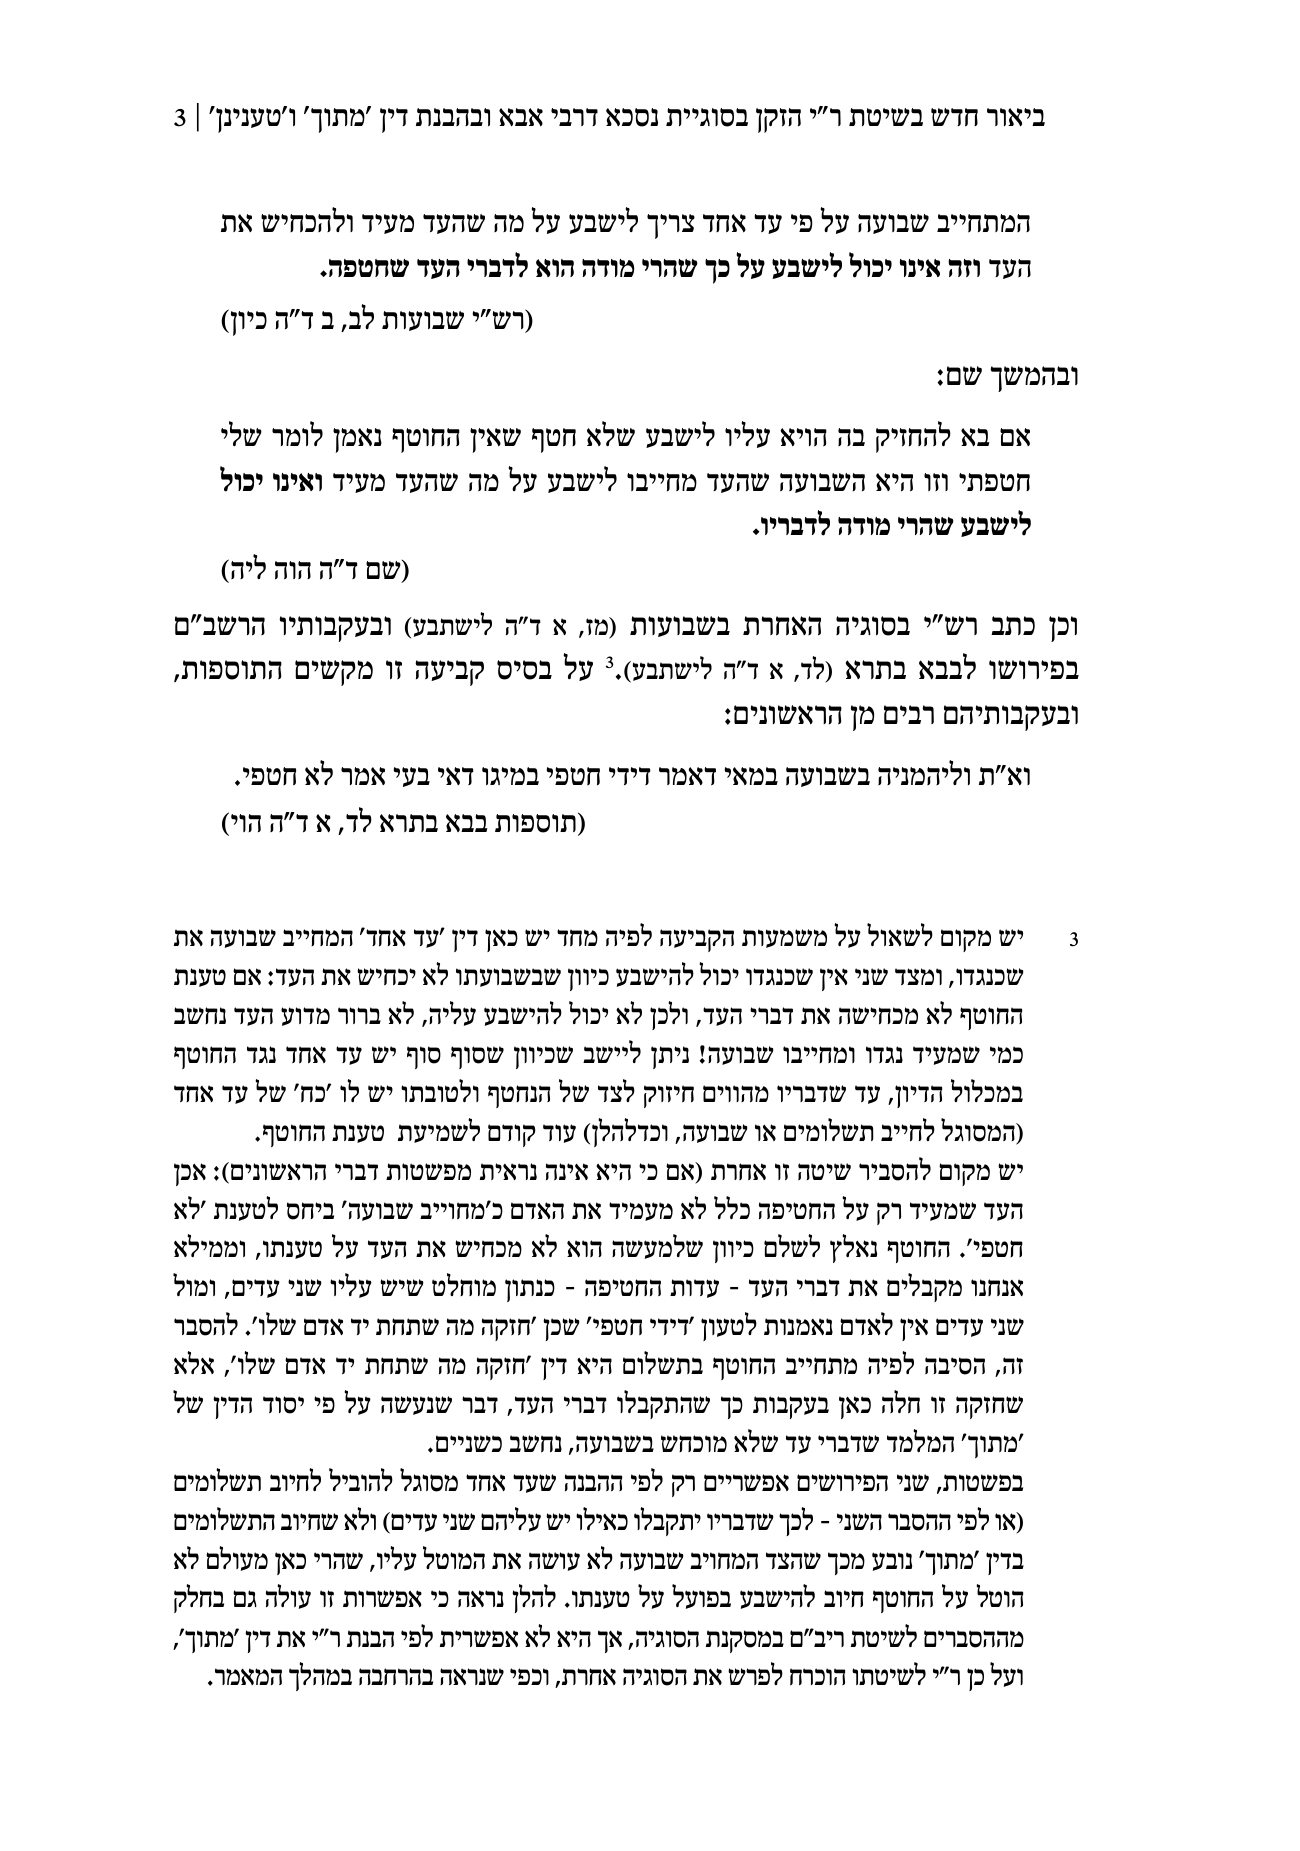 ביאור חדש בשיטת ר"י הזקן בסוגיית נסכא דרבי אבא ובהבנת דין 'מתוך' ו'טענינן' | 3
המתחייב שבועה על פי עד אחד צריך לישבע על מה שהעד מעיד ולהכחיש את
העד וזה אינו יכול לישבע על כך שהרי מודה הוא לדברי העד שחטפה.
(רש"י שבועות לב, ב ד"ה כיון)
ובהמשך שם:
אם בא להחזיק בה הויא עליו לישבע שלא חטף שאין החוטף נאמן לומר שלי
חטפתי וזו היא השבועה שהעד מחייבו לישבע על מה שהעד מעיד ואינו יכול
לישבע שהרי מודה לדבריו.
(שם ד"ה הוה ליה)
וכן כתב רש"י בסוגיה האחרת בשבועות (מז, א ד"ה לישתבע) ובעקבותיו הרשב"ם
בפירושו לבבא בתרא (לד, א ד"ה לישתבע).3 על בסיס קביעה זו מקשים התוספות,
ובעקבותיהם רבים מן הראשונים:
וא"ת וליהמניה בשבועה במאי דאמר דידי חטפי במיגו דאי בעי אמר לא חטפי.
(תוספות בבא בתרא לד, א ד"ה הוי)
3 יש מקום לשאול על משמעות הקביעה לפיה מחד יש כאן דין 'עד אחד' המחייב שבועה את
שכנגדו, ומצד שני אין שכנגדו יכול להישבע כיוון שבשבועתו לא יכחיש את העד: אם טענת
החוטף לא מכחישה את דברי העד, ולכן לא יכול להישבע עליה, לא ברור מדוע העד נחשב
כמי שמעיד נגדו ומחייבו שבועה! ניתן ליישב שכיוון שסוף סוף יש עד אחד נגד החוטף
במכלול הדיון, עד שדבריו מהווים חיזוק לצד של הנחטף ולטובתו יש לו 'כח' של עד אחד
(המסוגל לחייב תשלומים או שבועה, וכדלהלן) עוד קודם לשמיעת טענת החוטף.
יש מקום להסביר שיטה זו אחרת (אם כי היא אינה נראית מפשטות דברי הראשונים): אכן
העד שמעיד רק על החטיפה כלל לא מעמיד את האדם כ'מחוייב שבועה' ביחס לטענת 'לא
חטפי'. החוטף נאלץ לשלם כיוון שלמעשה הוא לא מכחיש את העד על טענתו, וממילא
אנחנו מקבלים את דברי העד - עדות החטיפה - כנתון מוחלט שיש עליו שני עדים, ומול
שני עדים אין לאדם נאמנות לטעון 'דידי חטפי' שכן 'חזקה מה שתחת יד אדם שלו'. להסבר
זה, הסיבה לפיה מתחייב החוטף בתשלום היא דין 'חזקה מה שתחת יד אדם שלו', אלא
שחזקה זו חלה כאן בעקבות כך שהתקבלו דברי העד, דבר שנעשה על פי יסוד הדין של
'מתוך' המלמד שדברי עד שלא מוכחש בשבועה, נחשב כשניים.
בפשטות, שני הפירושים אפשריים רק לפי ההבנה שעד אחד מסוגל להוביל לחיוב תשלומים
(או לפי ההסבר השני - לכך שדבריו יתקבלו כאילו יש עליהם שני עדים) ולא שחיוב התשלומים
בדין 'מתוך' נובע מכך שהצד המחויב שבועה לא עושה את המוטל עליו, שהרי כאן מעולם לא
הוטל על החוטף חיוב להישבע בפועל על טענתו. להלן נראה כי אפשרות זו עולה גם בחלק
מההסברים לשיטת ריב"ם במסקנת הסוגיה, אך היא לא אפשרית לפי הבנת ר"י את דין 'מתוך',
ועל כן ר"י לשיטתו הוכרח לפרש את הסוגיה אחרת, וכפי שנראה בהרחבה במהלך המאמר.